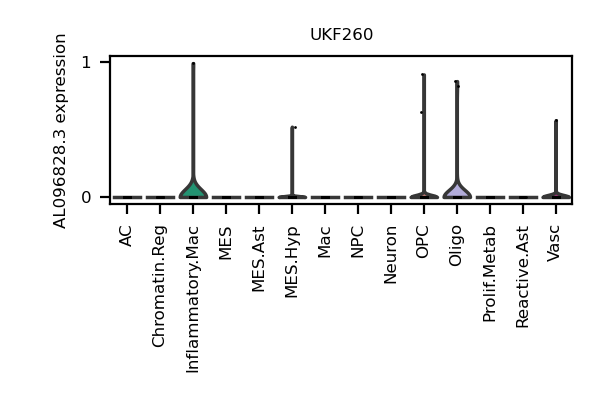 UKF260
AL096828.3 expression
1
0
AC
Chromatin.Reg
Inflammatory.Mac
MES
MES.Ast
MES.Hyp
Mac
NPC
Neuron
OPC
Oligo
Prolif.Metab
Reactive.Ast
Vasc